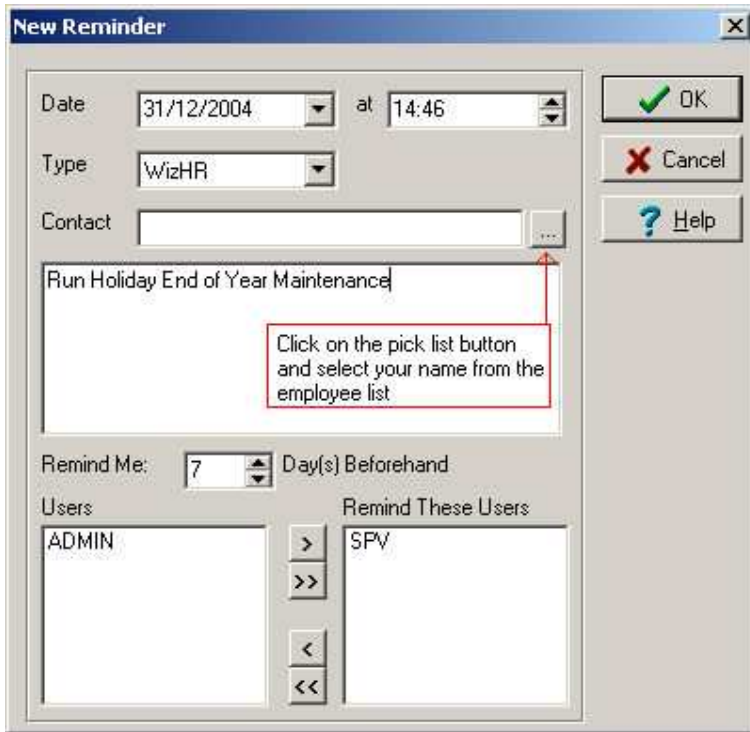 New Reminder
Date 31/12/2004 at 14:46
OK
Type WizHR
Cancel
Contact ...
Help
Run Holiday End of Year Maintenance
Click on the pick list button
and select your name from the
employee list
Remind Me: 7 Day(s) Beforehand
Users
Remind These Users
ADMIN
>
SPV
>>
<
<<